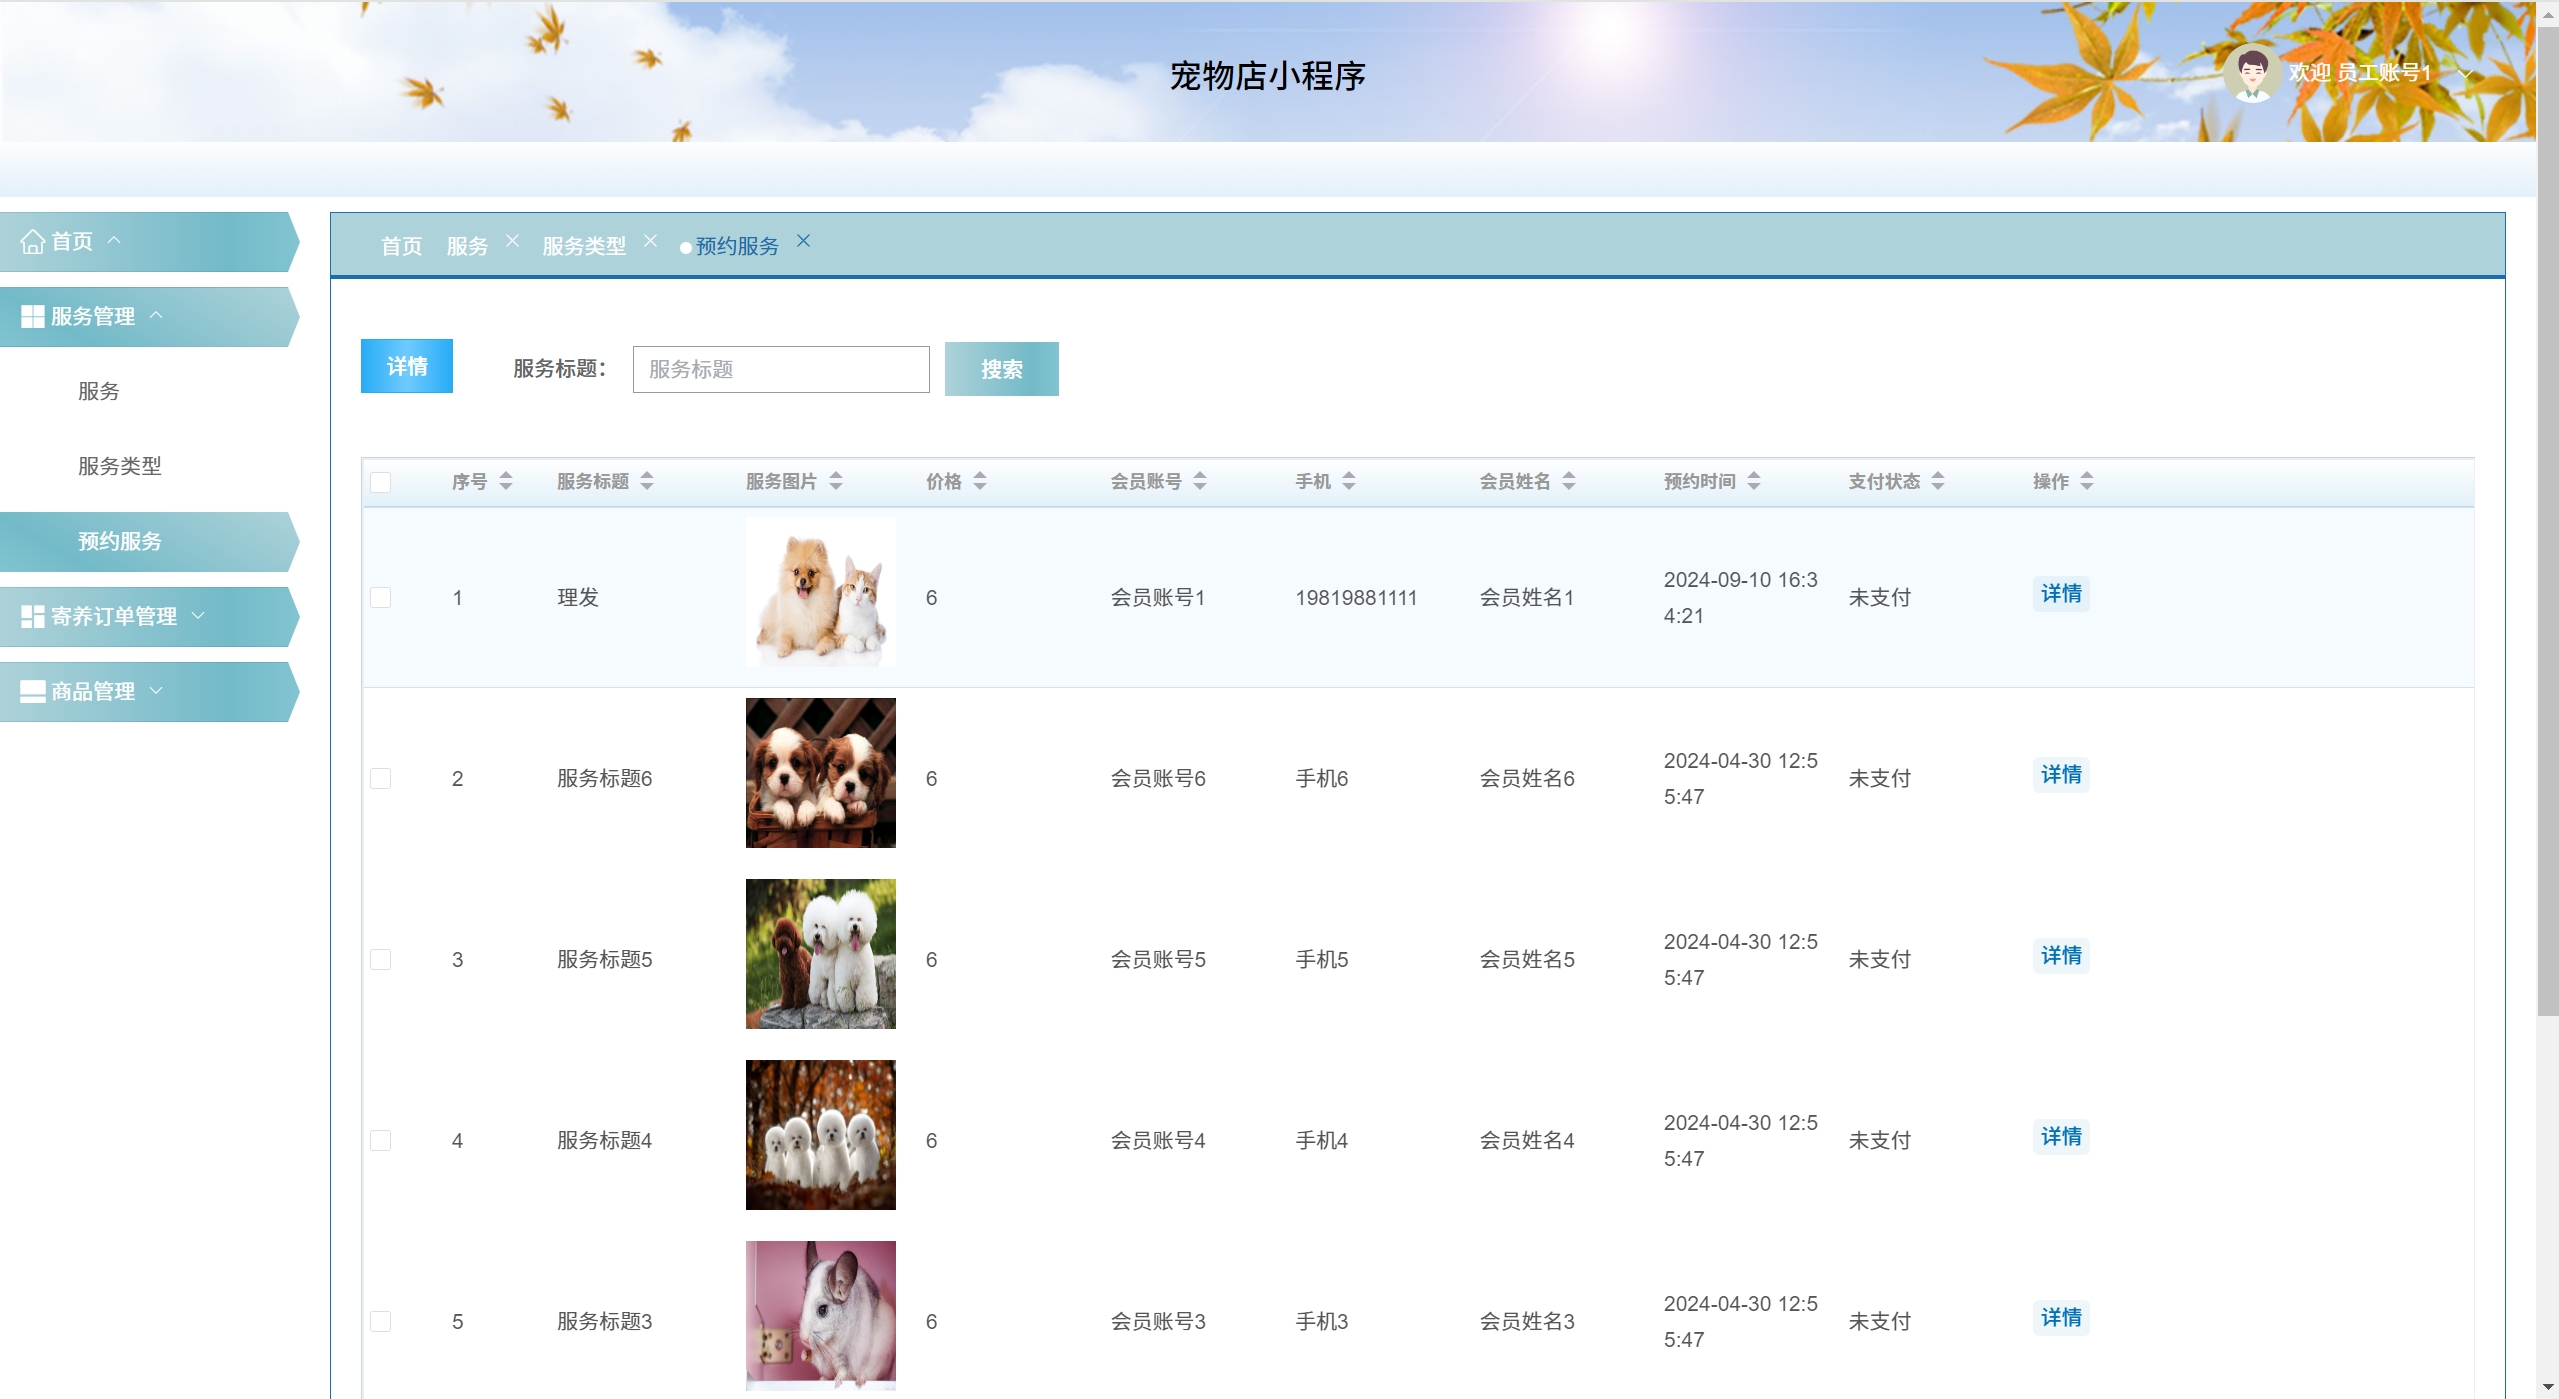 宠物店小程序
欢迎 员工账号1
首页
服务管理
服务
服务类型
预约服务
寄养订单管理
商品管理
首页 服务 服务类型 预约服务
详情 服务标题： 服务标题 搜索
序号 服务标题 服务图片 价格 会员账号 手机 会员姓名 预约时间 支付状态 操作
1 理发 6 会员账号1 19819881111 会员姓名1 2024-09-10 16:3
4:21 未支付 详情
2 服务标题6 6 会员账号6 手机6 会员姓名6 2024-04-30 12:5
5:47 未支付 详情
3 服务标题5 6 会员账号5 手机5 会员姓名5 2024-04-30 12:5
5:47 未支付 详情
4 服务标题4 6 会员账号4 手机4 会员姓名4 2024-04-30 12:5
5:47 未支付 详情
5 服务标题3 6 会员账号3 手机3 会员姓名3 2024-04-30 12:5
5:47 未支付 详情